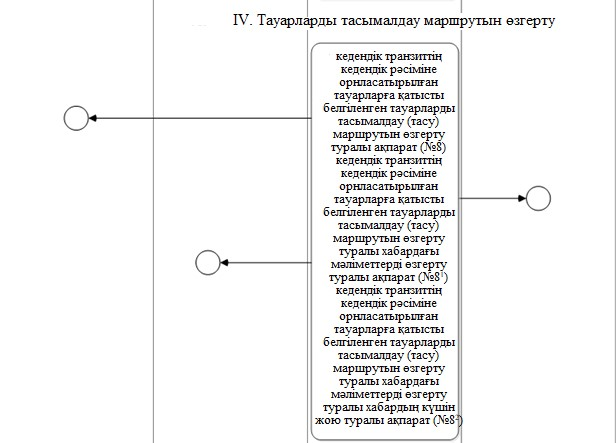 IV. Тауарларды тасымалдау маршрутын өзгерту
кедендік транзиттің
кедендік рәсіміне
орнласатырылған
тауарларға қатысты
белгіленген тауарларды
тасымалдау (тасу)
маршрутын өзгерту
туралы ақпарат (№8)
кедендік транзиттің
кедендік рәсіміне
орнласатырылған
тауарларға қатысты
белгіленген тауарларды
тасымалдау (тасу)
маршрутын өзгерту
туралы хабардағы
мәліметтерді өзгерту
туралы ақпарат (№8¹)
кедендік транзиттің
кедендік рәсіміне
орнласатырылған
тауарларға қатысты
белгіленген тауарларды
тасымалдау (тасу)
маршрутын өзгерту
туралы хабардағы
мәліметтерді өзгерту
туралы хабардың күшін
жою туралы ақпарат (№8²)